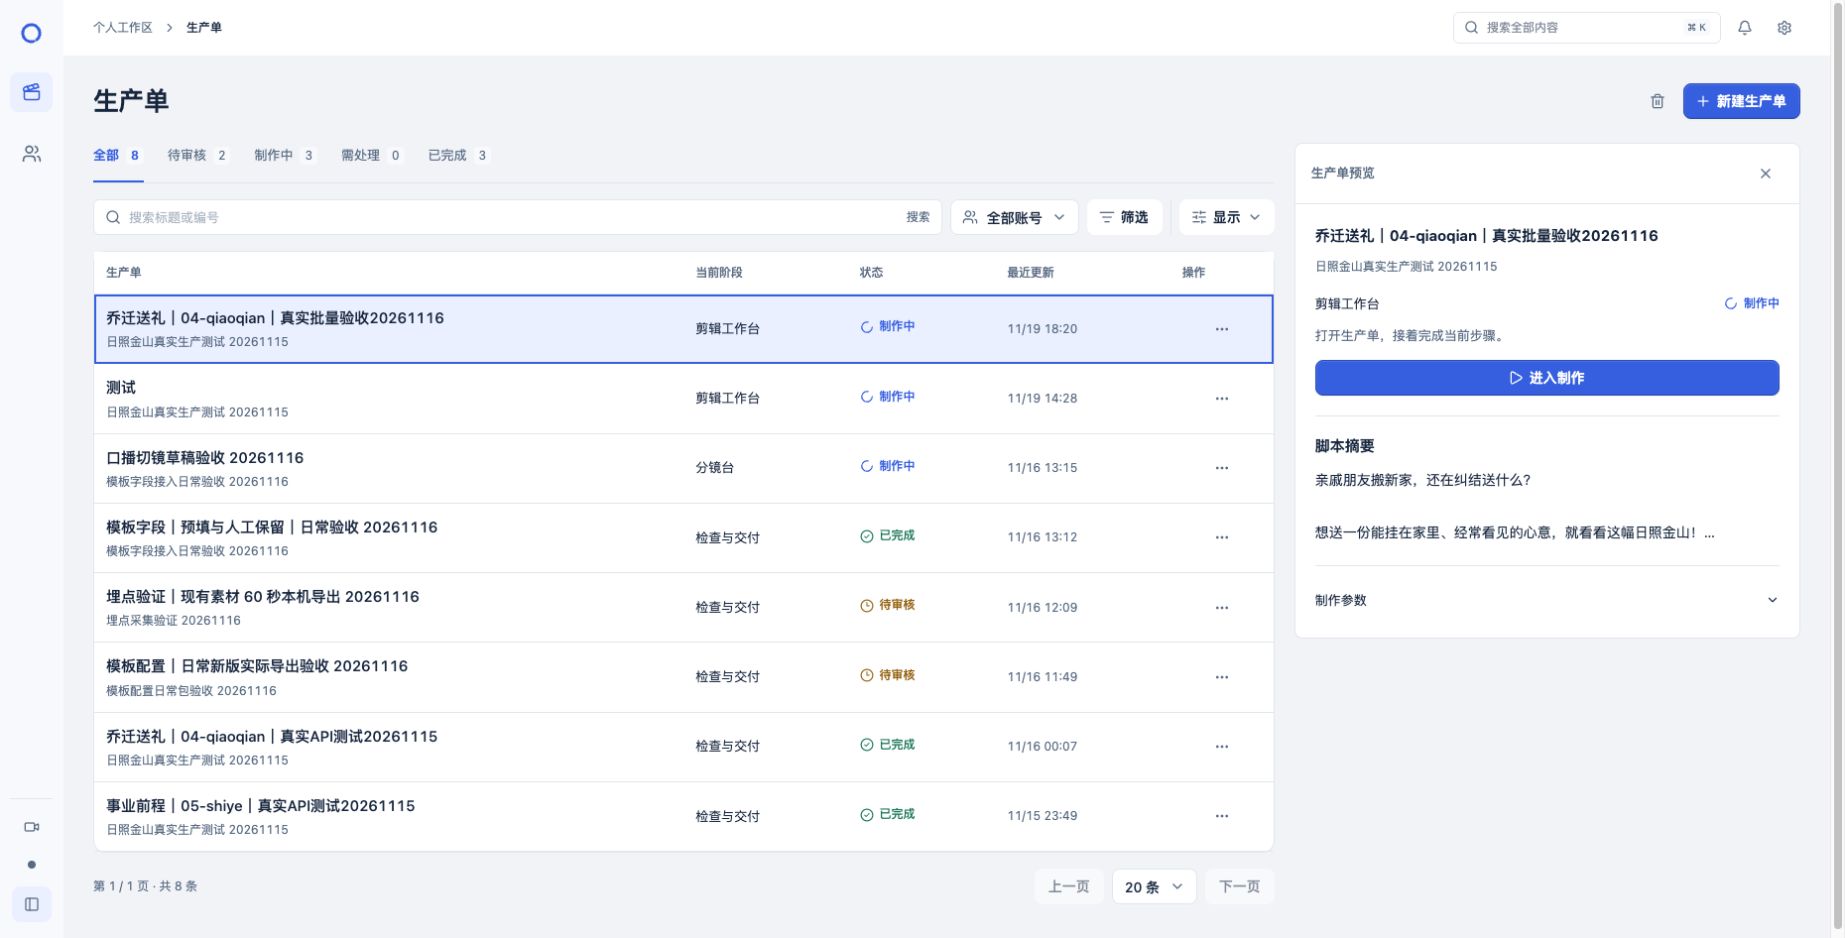 个人工作区 > 生产单
搜索全部内容 ⌘ K
生产单
+ 新建生产单
全部 8 待审核 2 制作中 3 需处理 0 已完成 3
搜索标题或编号 搜索 全部账号 筛选 显示
生产单 当前阶段 状态 最近更新 操作
乔迁送礼｜04-qiaoqian｜真实批量验收20261116
日照金山真实生产测试 20261115
剪辑工作台 制作中 11/19 18:20 ···
测试
日照金山真实生产测试 20261115
剪辑工作台 制作中 11/19 14:28 ···
口播切镜草稿验收 20261116
模板字段接入日常验收 20261116
分镜台 制作中 11/16 13:15 ···
模板字段｜预填与人工保留｜日常验收 20261116
模板字段接入日常验收 20261116
检查与交付 已完成 11/16 13:12 ···
埋点验证｜现有素材 60 秒本机导出 20261116
埋点采集验证 20261116
检查与交付 待审核 11/16 12:09 ···
模板配置｜日常新版实际导出验收 20261116
模板配置日常包验收 20261116
检查与交付 待审核 11/16 11:49 ···
乔迁送礼｜04-qiaoqian｜真实API测试20261115
日照金山真实生产测试 20261115
检查与交付 已完成 11/16 00:07 ···
事业前程｜05-shiye｜真实API测试20261115
日照金山真实生产测试 20261115
检查与交付 已完成 11/15 23:49 ···
第 1 / 1 页 · 共 8 条 上一页 20 条 下一页
生产单预览
乔迁送礼｜04-qiaoqian｜真实批量验收20261116
日照金山真实生产测试 20261115
剪辑工作台 制作中
打开生产单，接着完成当前步骤。
进入制作
脚本摘要
亲戚朋友搬新家，还在纠结送什么？
想送一份能挂在家里、经常看见的心意，就看看这幅日照金山！...
制作参数